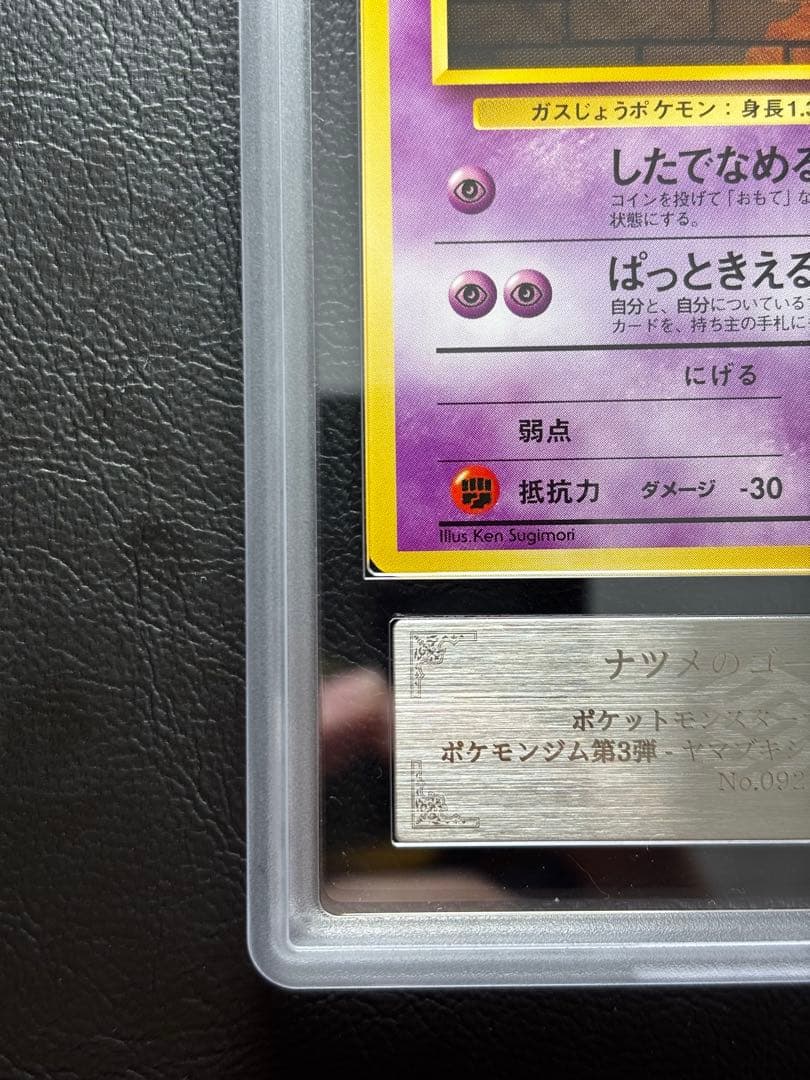 ガスじょうポケモン：身長1.3
したでなめる
コインを投げて「おもて」な
状態にする。
ぱっときえる
自分と、自分についている
カードを、持ち主の手札に
にげる
弱点
抵抗力 ダメージ -30
Illus.Ken Sugimori
ナツメのゴー
ポケットモンスター
ポケモンジム第3弾 - ヤマブキシ
No.092